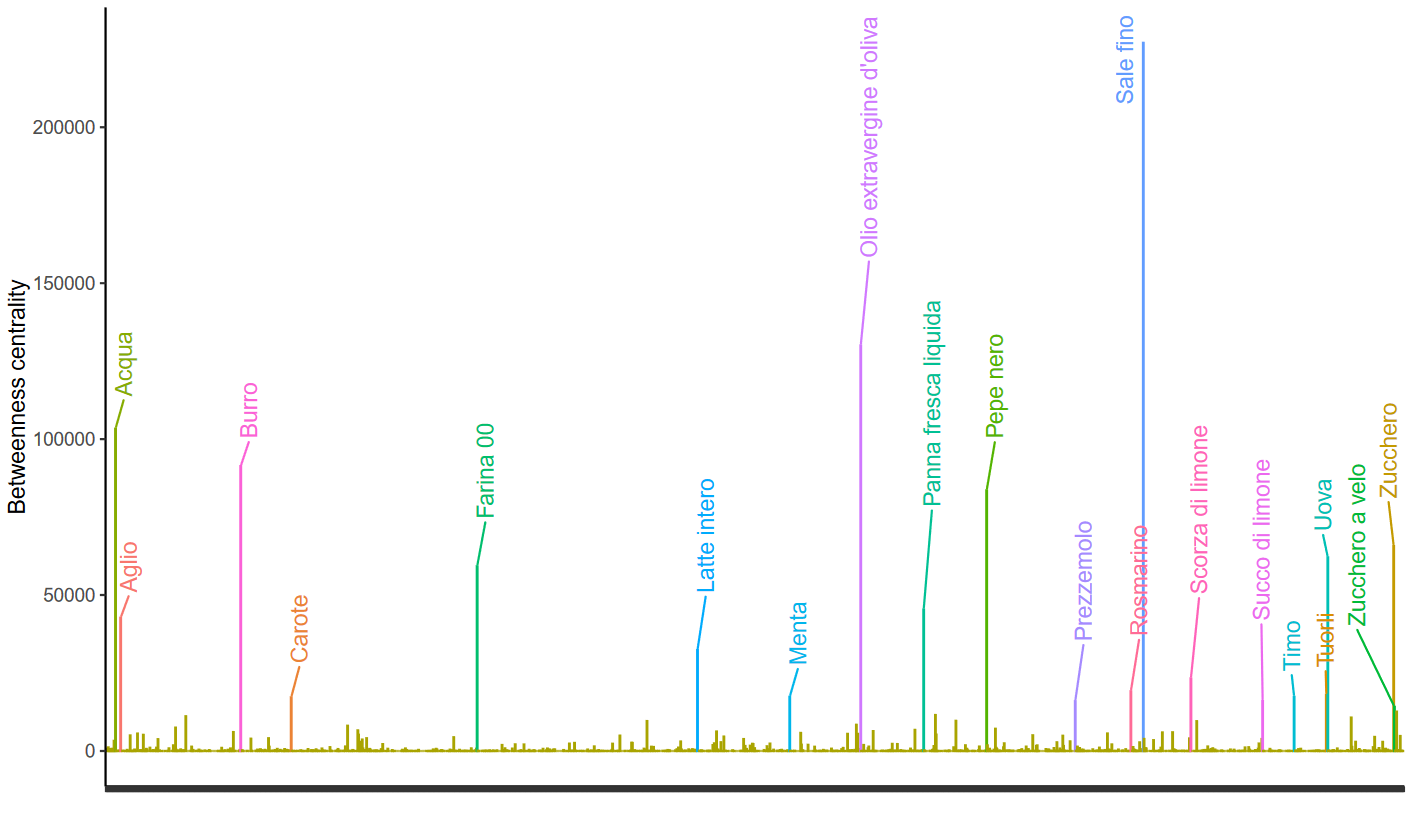 Betweenness centrality
200000
150000
100000
50000
0
Acqua
Aglio
Burro
Carote
Farina 00
Latte intero
Menta
Olio extravergine d'oliva
Panna fresca liquida
Pepe nero
Prezzemolo
Rosmarino
Sale fino
Scorza di limone
Succo di limone
Timo
Tuorli
Uova
Zucchero a velo
Zucchero